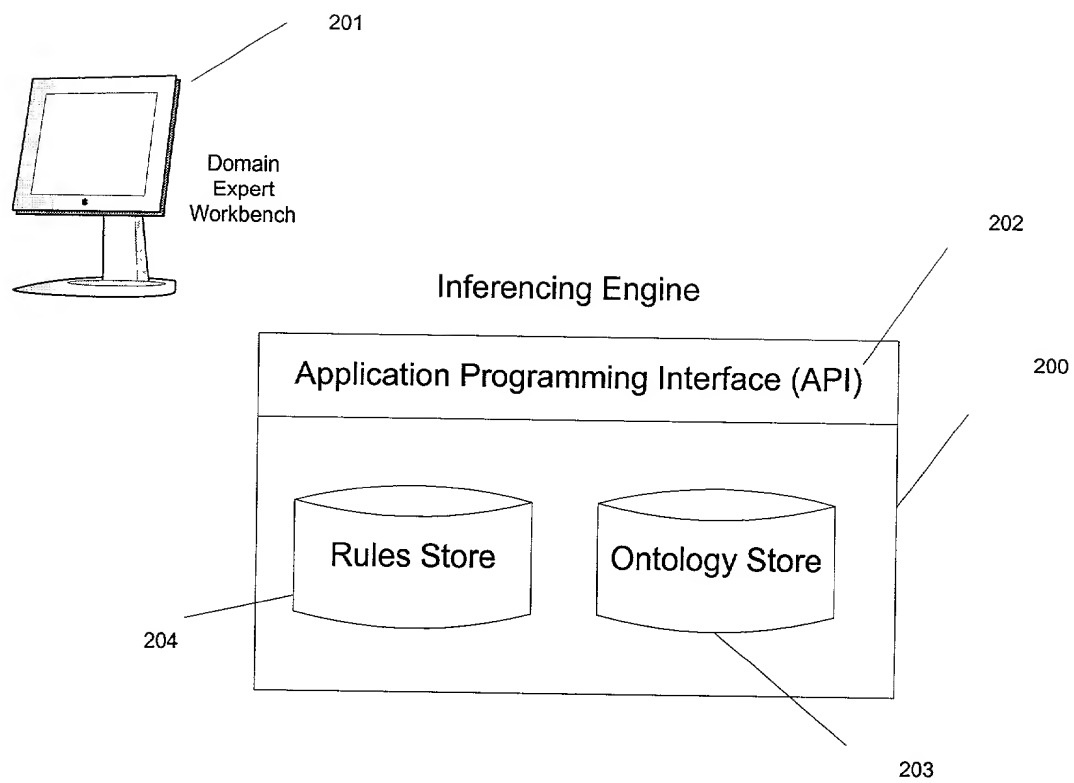 201
Domain
Expert
Workbench
202
Inferencing Engine
Application Programming Interface (API)
200
Rules Store
Ontology Store
204
203